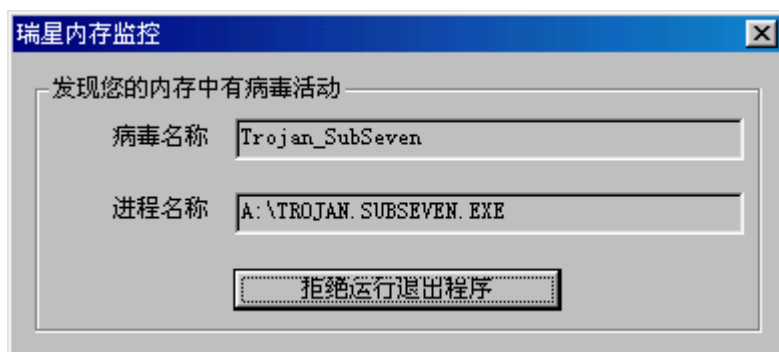 瑞星内存监控
发现您的内存中有病毒活动
病毒名称 Trojan_SubSeven
进程名称 A:\TROJAN.SUBSEVEN.EXE
拒绝运行退出程序